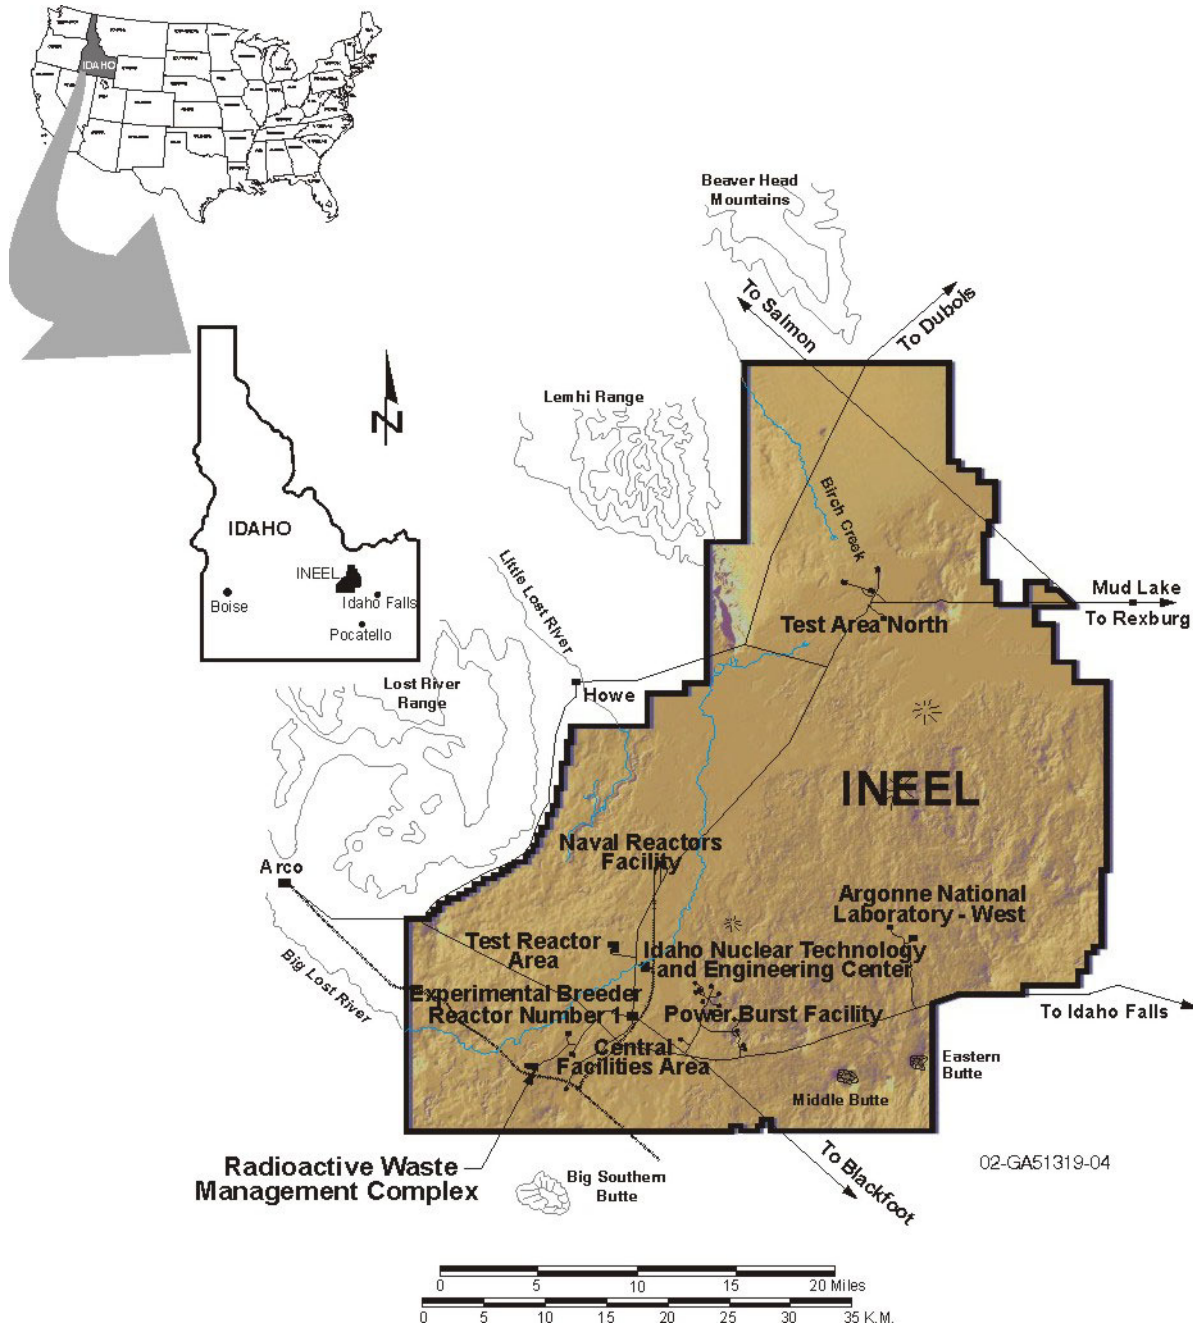 IDAHO
Beaver Head
Mountains
To Salmon
To Dubois
Lemhi Range
N
Birch Creek
IDAHO
INEEL
Boise
Idaho Falls
Pocatello
Little Lost River
Mud Lake
To Rexburg
Test Area North
Lost River
Range
Howe
INEEL
Naval Reactors
Facility
Arco
Argonne National
Laboratory - West
Test Reactor
Area
Idaho Nuclear Technology
and Engineering Center
Big Lost River
Experimental Breeder
Reactor Number 1
Power Burst Facility
To Idaho Falls
Central
Facilities Area
Eastern
Butte
Middle Butte
Radioactive Waste
Management Complex
Big Southern
Butte
To Blackfoot
02-GA51319-04
0 5 10 15 20 Miles
0 5 10 15 20 25 30 35 K.M.